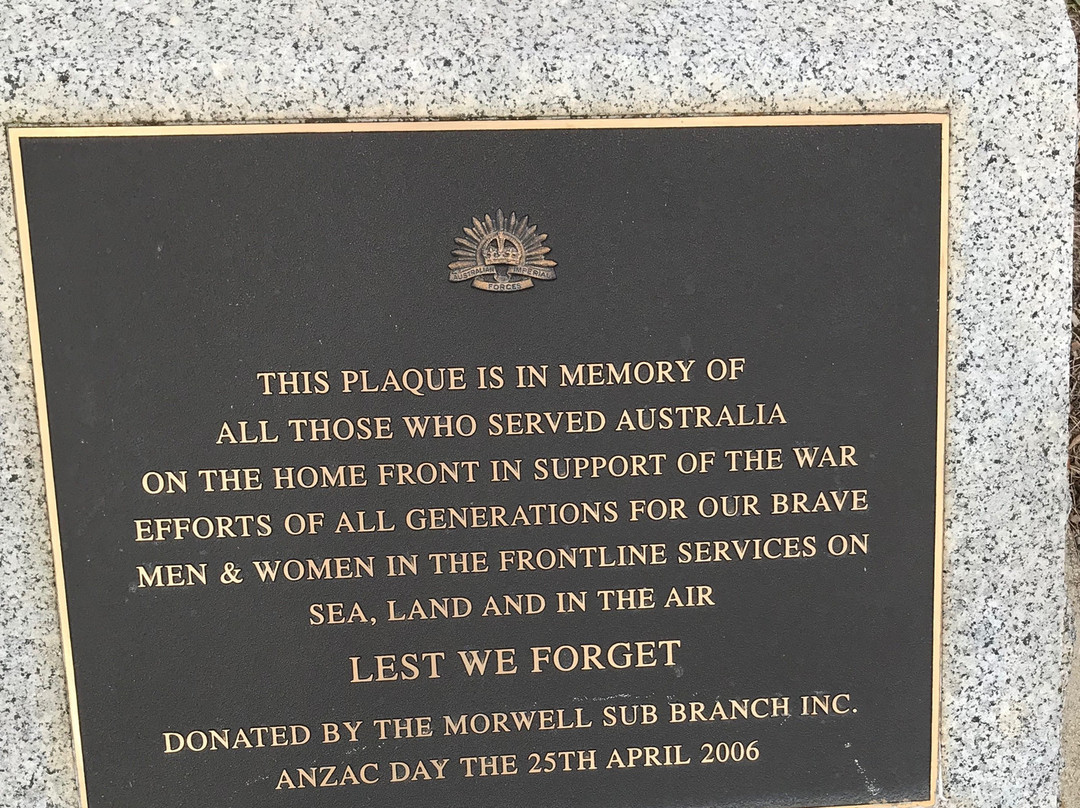 AUSTRALIAN IMPERIAL
FORCES
THIS PLAQUE IS IN MEMORY OF
ALL THOSE WHO SERVED AUSTRALIA
ON THE HOME FRONT IN SUPPORT OF THE WAR
EFFORTS OF ALL GENERATIONS FOR OUR BRAVE
MEN & WOMEN IN THE FRONTLINE SERVICES ON
SEA, LAND AND IN THE AIR
LEST WE FORGET
DONATED BY THE MORWELL SUB BRANCH INC.
ANZAC DAY THE 25TH APRIL 2006